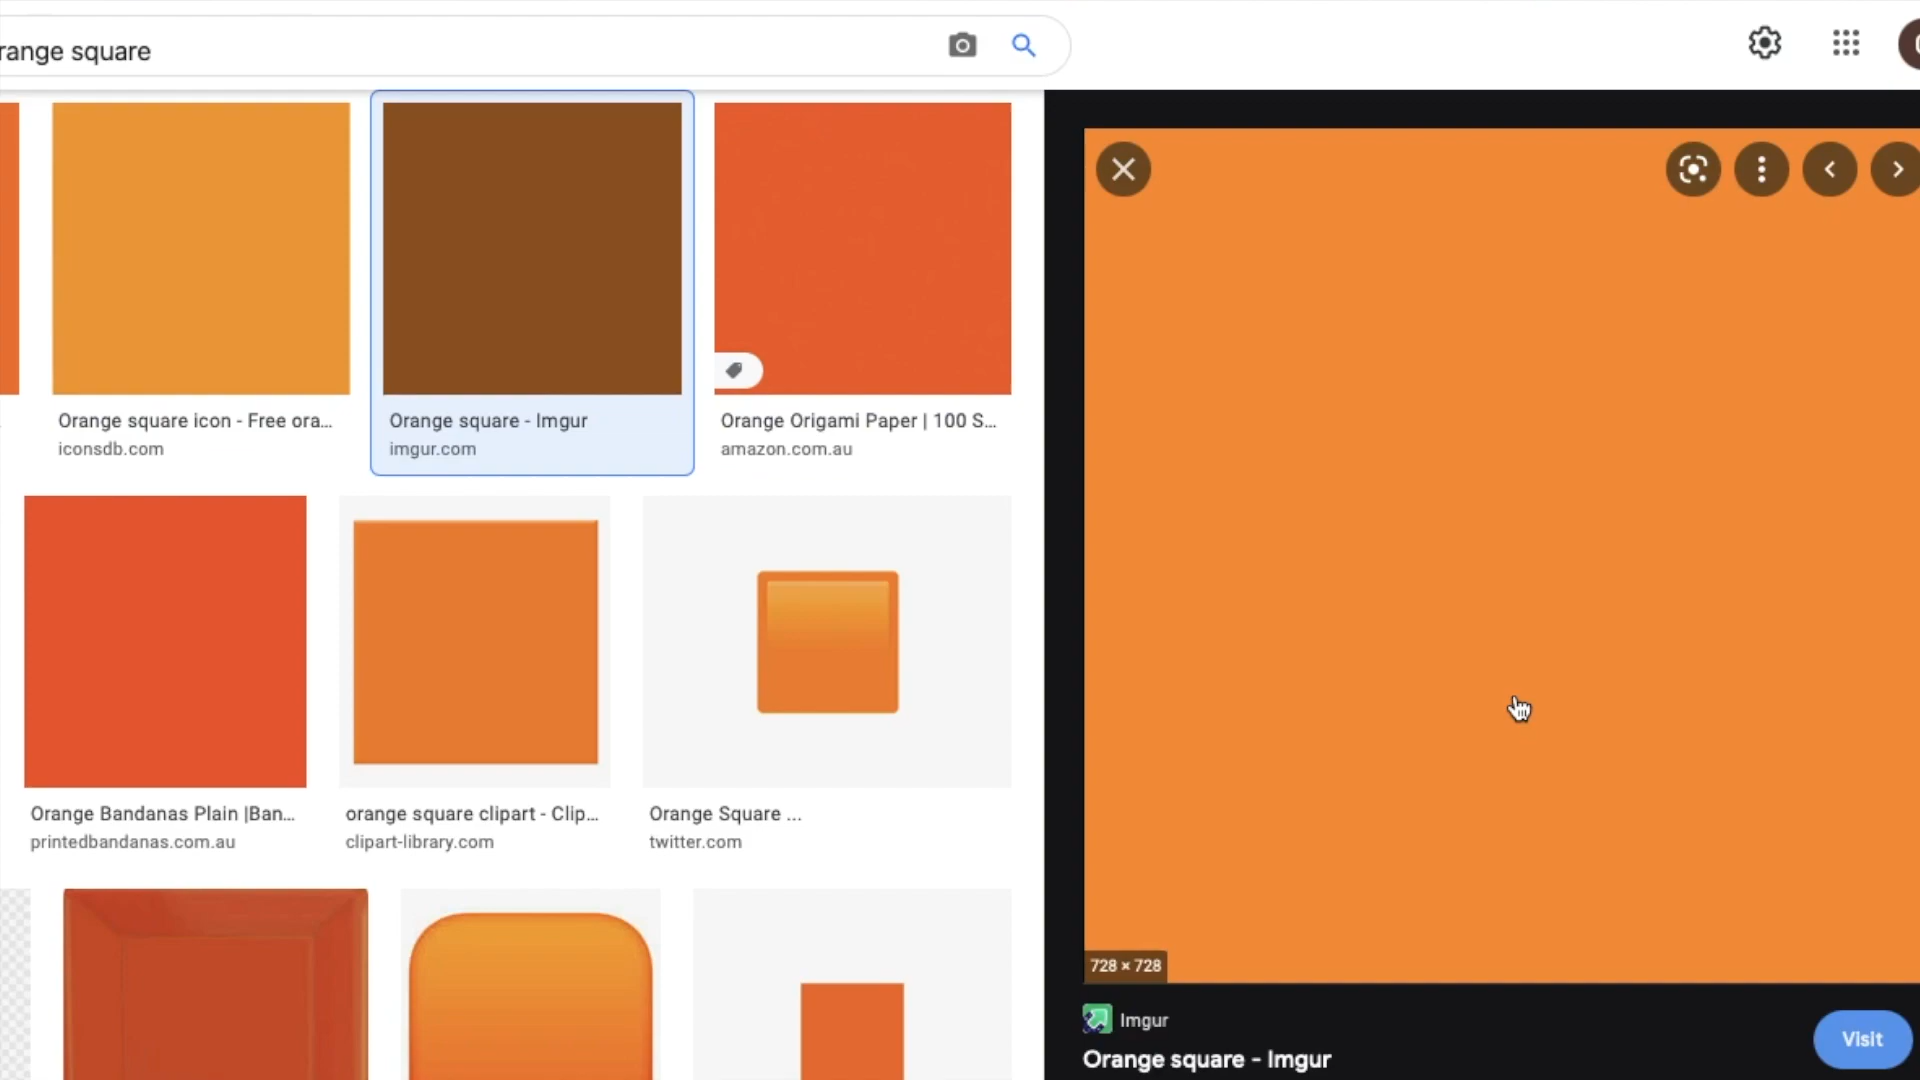 range square
Orange square icon - Free ora...
iconsdb.com
Orange square - Imgur
imgur.com
Orange Origami Paper | 100 S...
amazon.com.au
Orange Bandanas Plain |Ban...
printedbandanas.com.au
orange square clipart - Clip...
clipart-library.com
Orange Square ...
twitter.com
728 × 728
Imgur
Visit
Orange square - Imgur